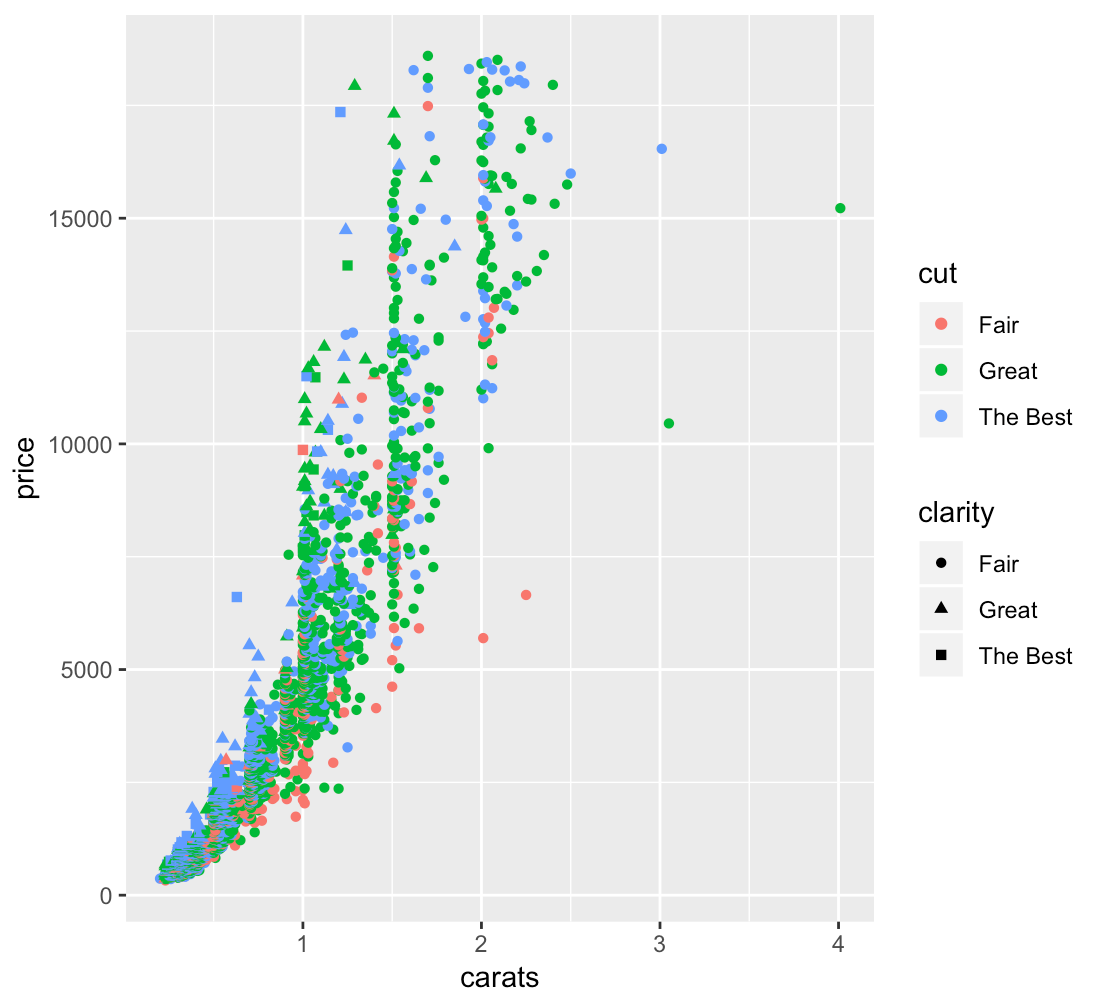 price
15000
10000
5000
0
1 2 3 4
carats
cut
Fair
Great
The Best
clarity
Fair
Great
The Best